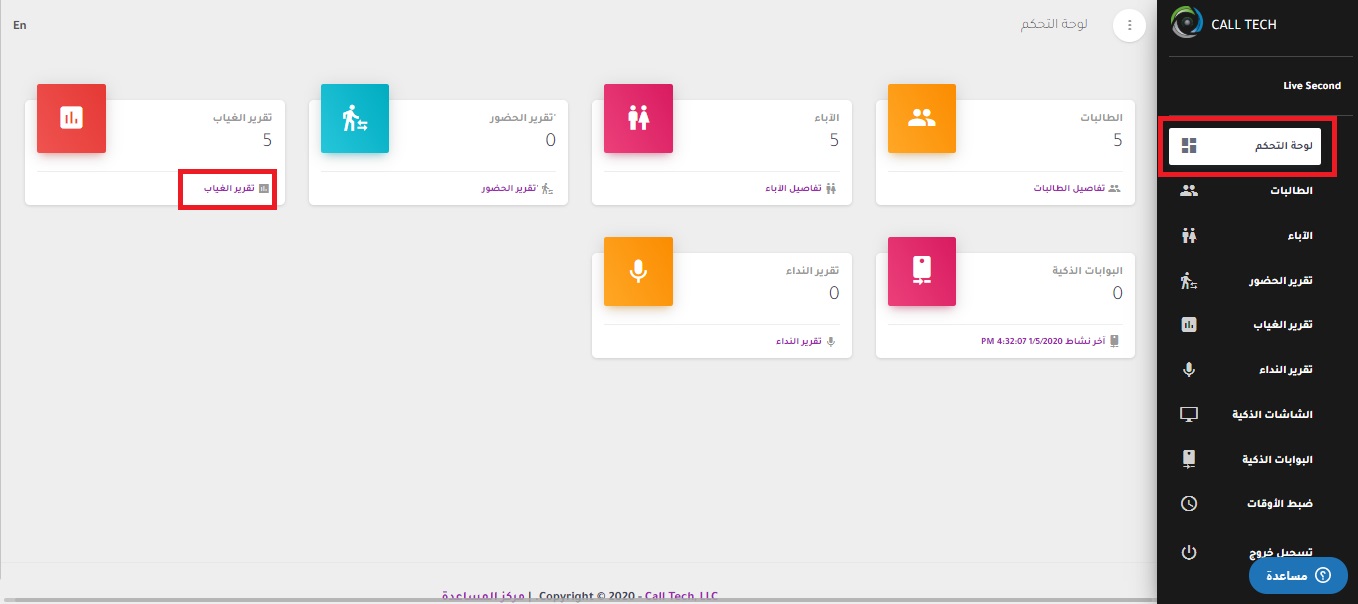 CALL TECH
Live Second
لوحة التحكم
الطالبات
الآباء
تقرير الحضور
تقرير الغياب
تقرير النداء
الشاشات الذكية
البوابات الذكية
ضبط الأوقات
تسجيل خروج
مساعدة
لوحة التحكم
En
الطالبات
5
تفاصيل الطالبات
الآباء
5
تفاصيل الآباء
*تقرير الحضور
0
*تقرير الحضور
تقرير الغياب
5
تقرير الغياب
البوابات الذكية
0
آخر نشاط 1/5/2020 4:32:07 PM
تقرير النداء
0
تقرير النداء
مركز المساعدة | .Copyright © 2020 - Call Tech, LLC